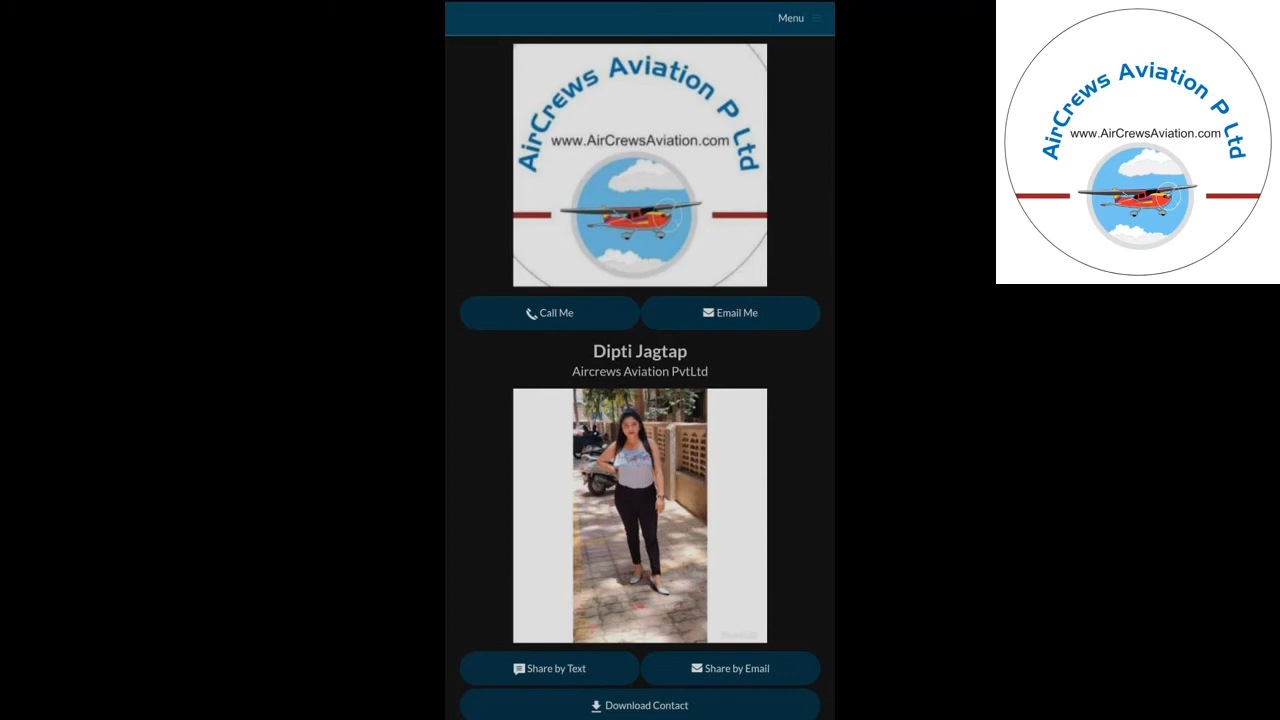 Menu
AirCrews Aviation P Ltd
www.AirCrewsAviation.com
Call Me
Email Me
Dipti Jagtap
Aircrews Aviation PvtLtd
Share by Text
Share by Email
Download Contact
AirCrews Aviation P Ltd
www.AirCrewsAviation.com